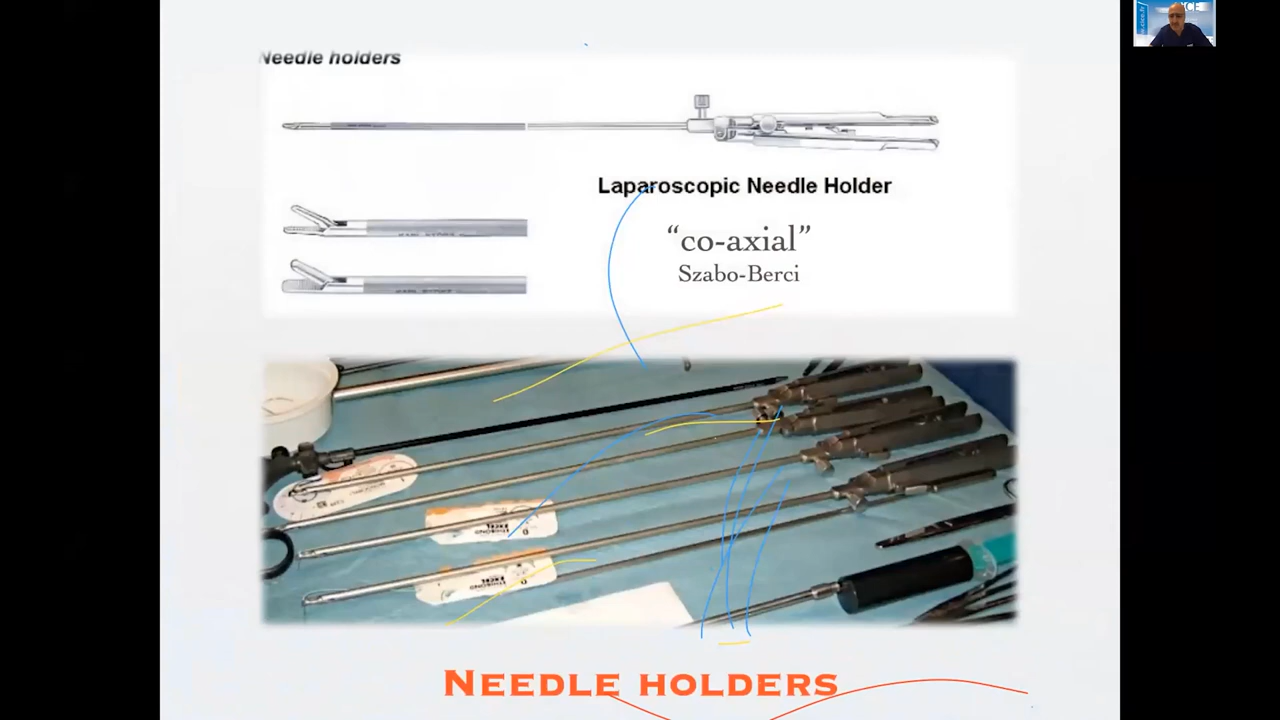 Needle holders
Laparoscopic Needle Holder
“co-axial”
Szabo-Berci
NEEDLE HOLDERS